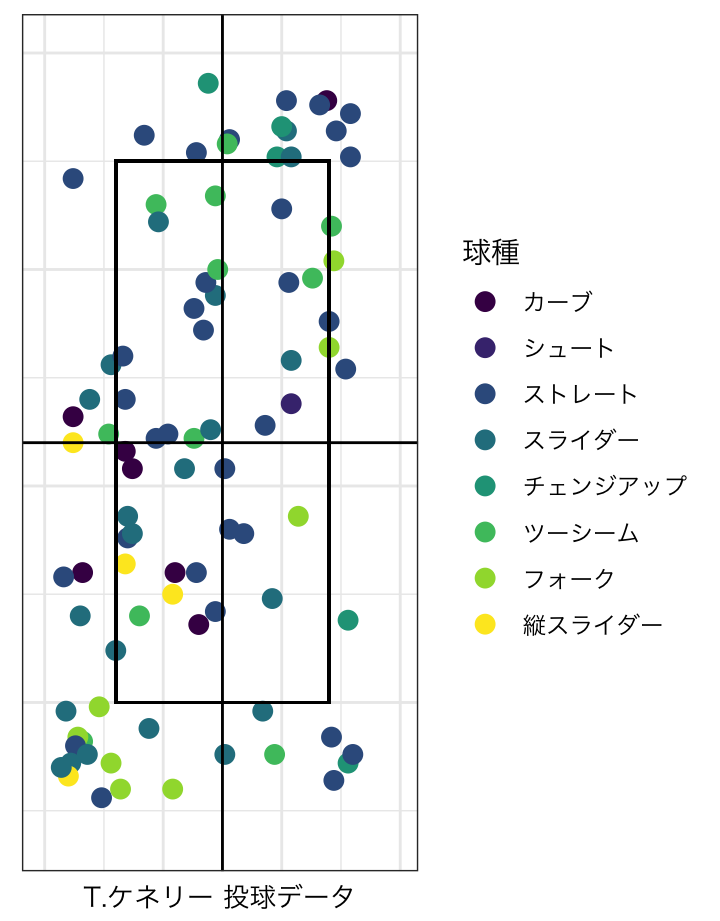 球種
カーブ
シュート
ストレート
スライダー
チェンジアップ
ツーシーム
フォーク
縦スライダー
T.ケネリー 投球データ